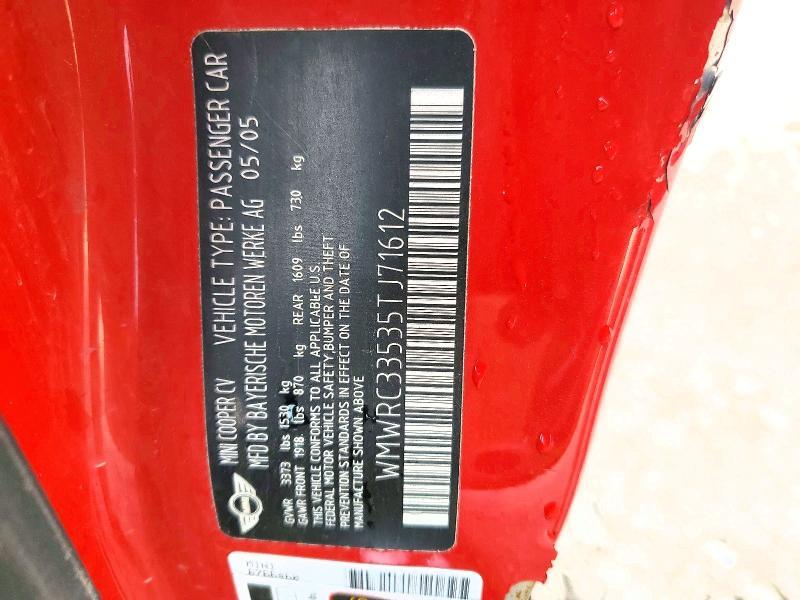 MINI COOPER CV VEHICLE TYPE: PASSENGER CAR
MFD BY BAYERISCHE MOTOREN WERKE AG 05/05
GVWR 3373 lbs 1530 kg
GAWR FRONT 1918 lbs 870 kg REAR 1609 lbs 730 kg
THIS VEHICLE CONFORMS TO ALL APPLICABLE U.S.
FEDERAL MOTOR VEHICLE SAFETY,BUMPER AND THEFT
PREVENTION STANDARDS IN EFFECT ON THE DATE OF
MANUFACTURE SHOWN ABOVE
WMWRC33535TJ71612
MINI